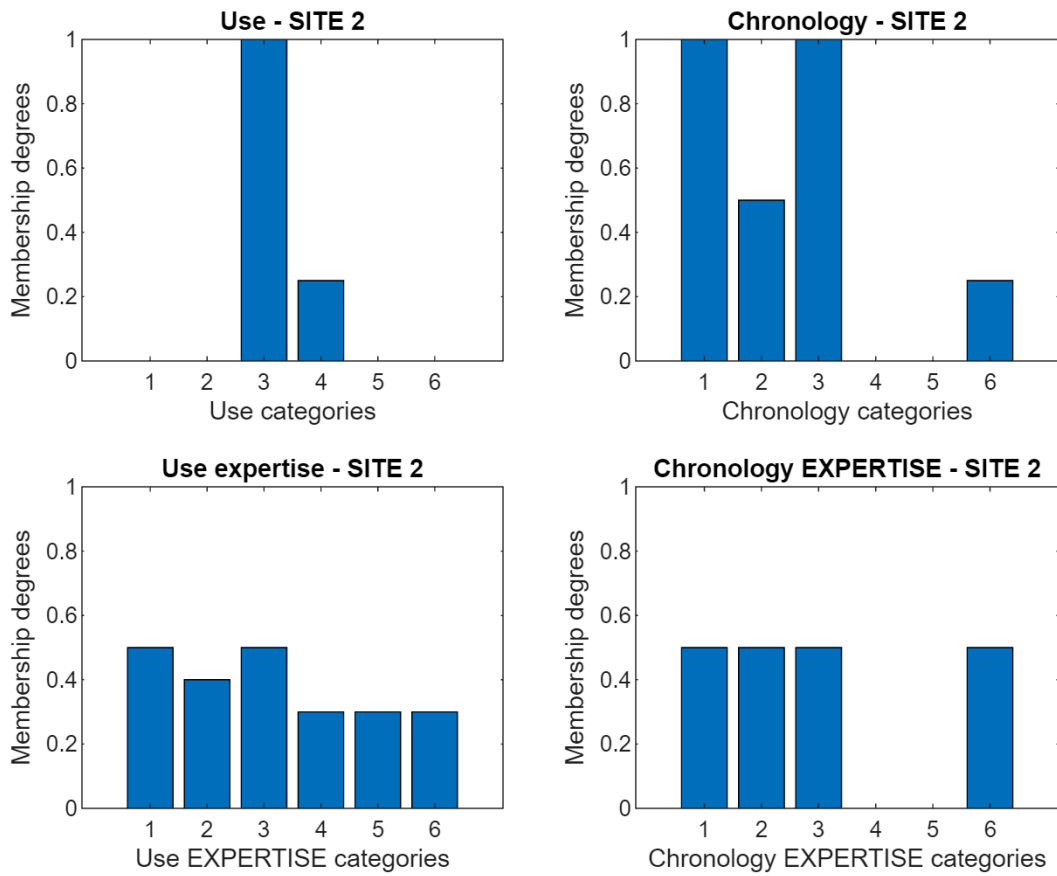 Use - SITE 2
Membership degrees
1
0.8
0.6
0.4
0.2
0
1 2 3 4 5 6
Use categories
Chronology - SITE 2
Membership degrees
1
0.8
0.6
0.4
0.2
0
1 2 3 4 5 6
Chronology categories
Use expertise - SITE 2
Membership degrees
1
0.8
0.6
0.4
0.2
0
1 2 3 4 5 6
Use EXPERTISE categories
Chronology EXPERTISE - SITE 2
Membership degrees
1
0.8
0.6
0.4
0.2
0
1 2 3 4 5 6
Chronology EXPERTISE categories